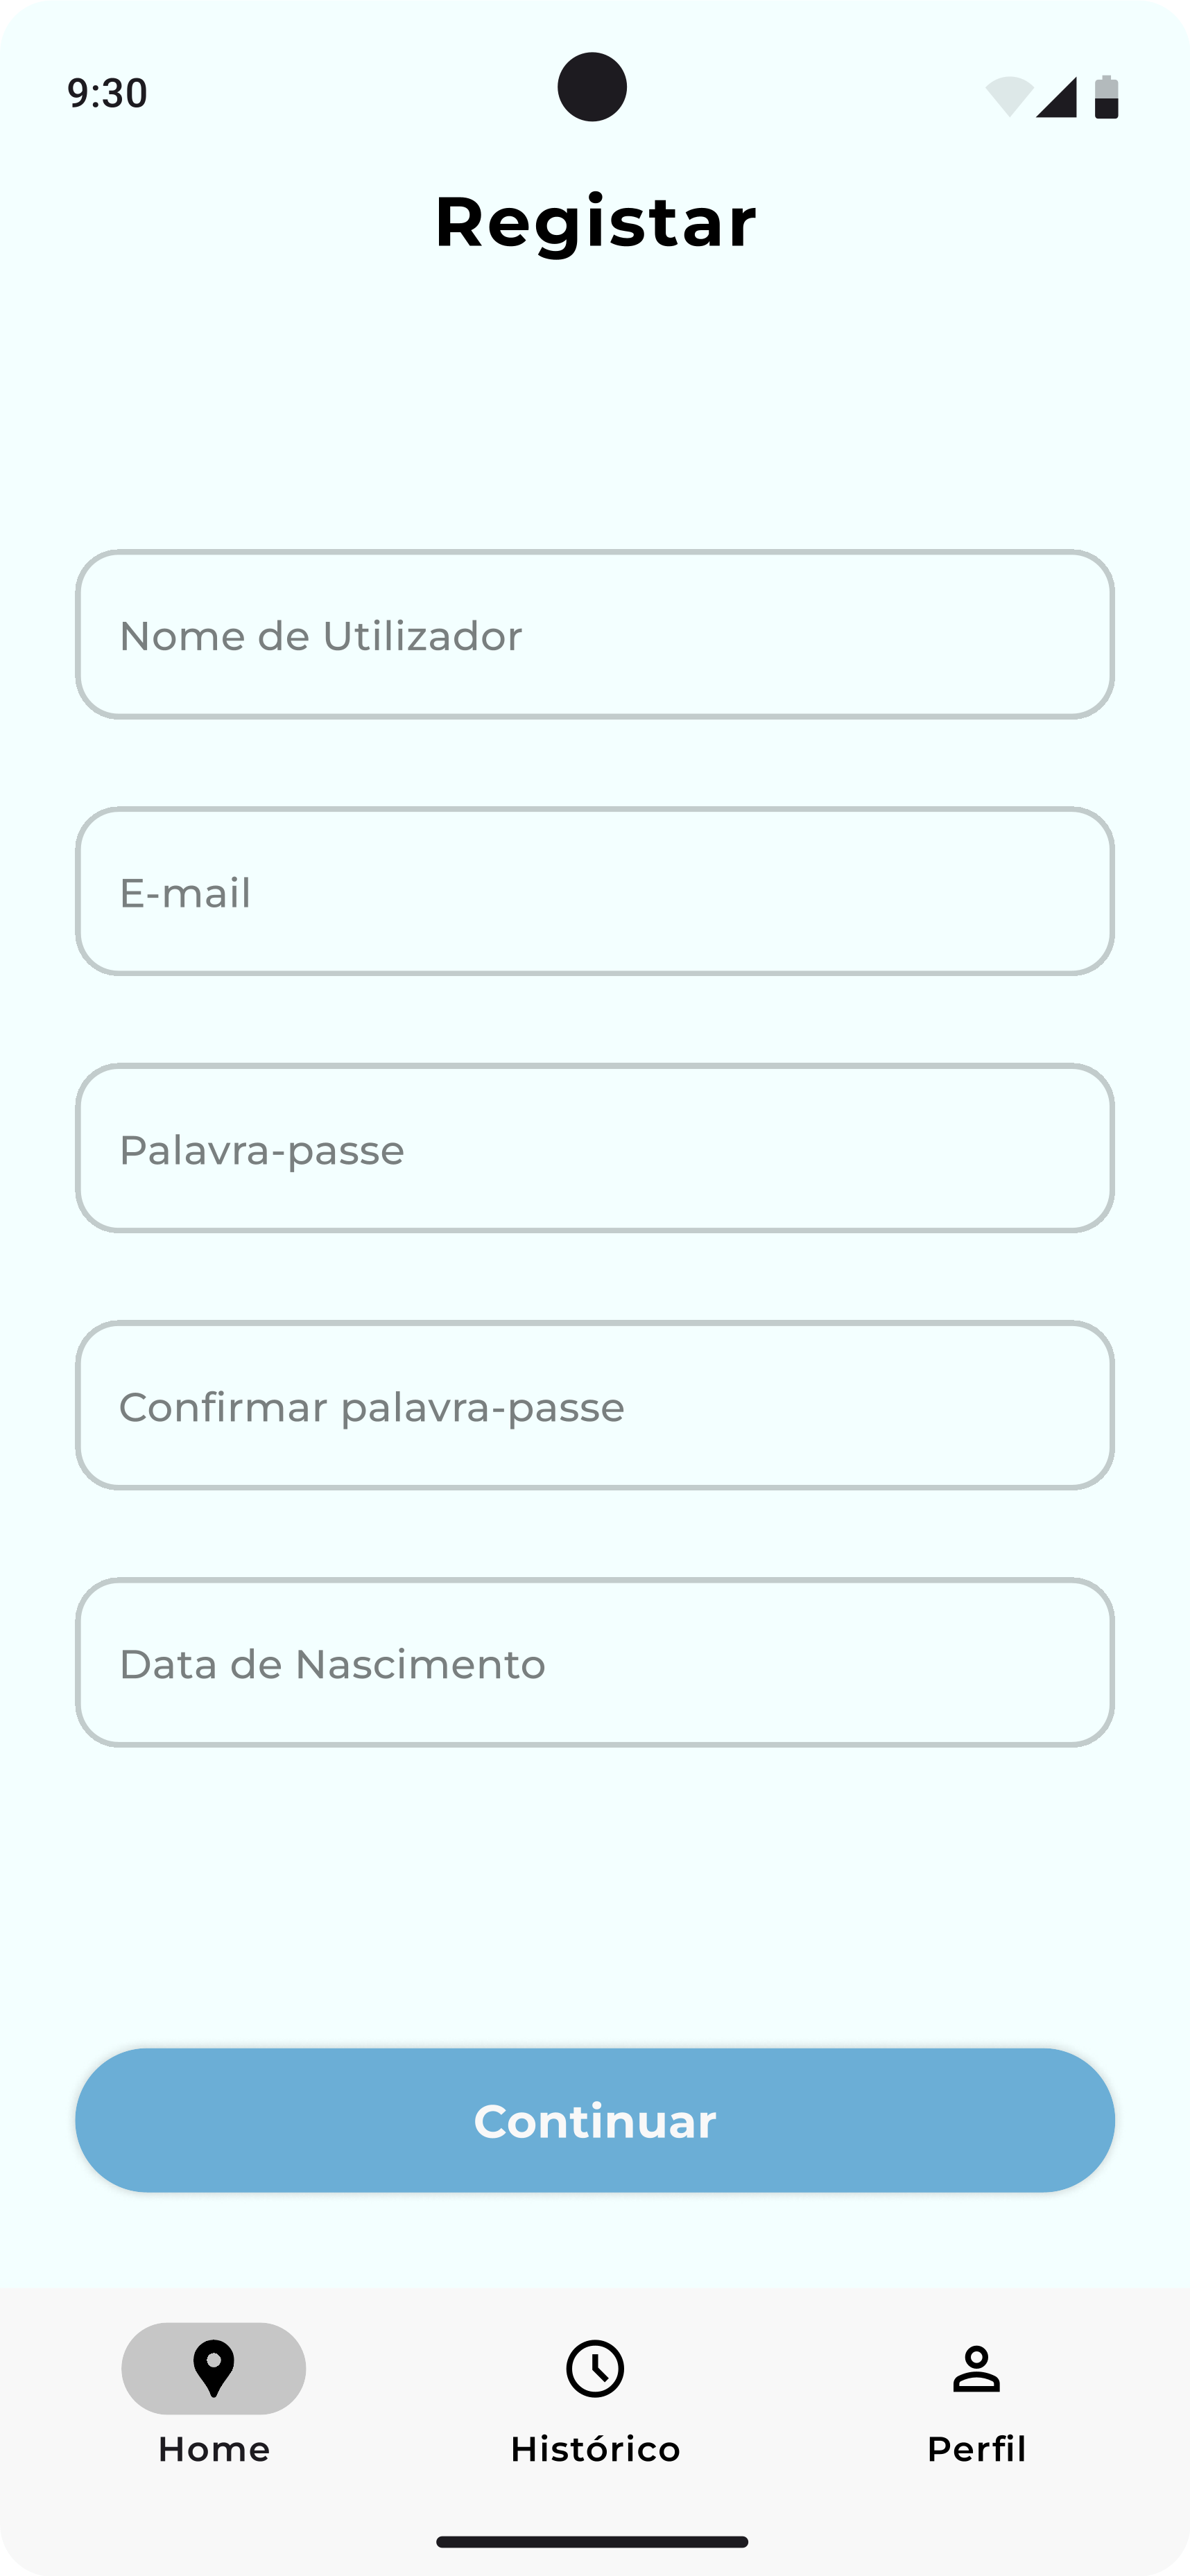 9:30
Registar
Nome de Utilizador
E-mail
Palavra-passe
Confirmar palavra-passe
Data de Nascimento
Continuar
Home
Histórico
Perfil